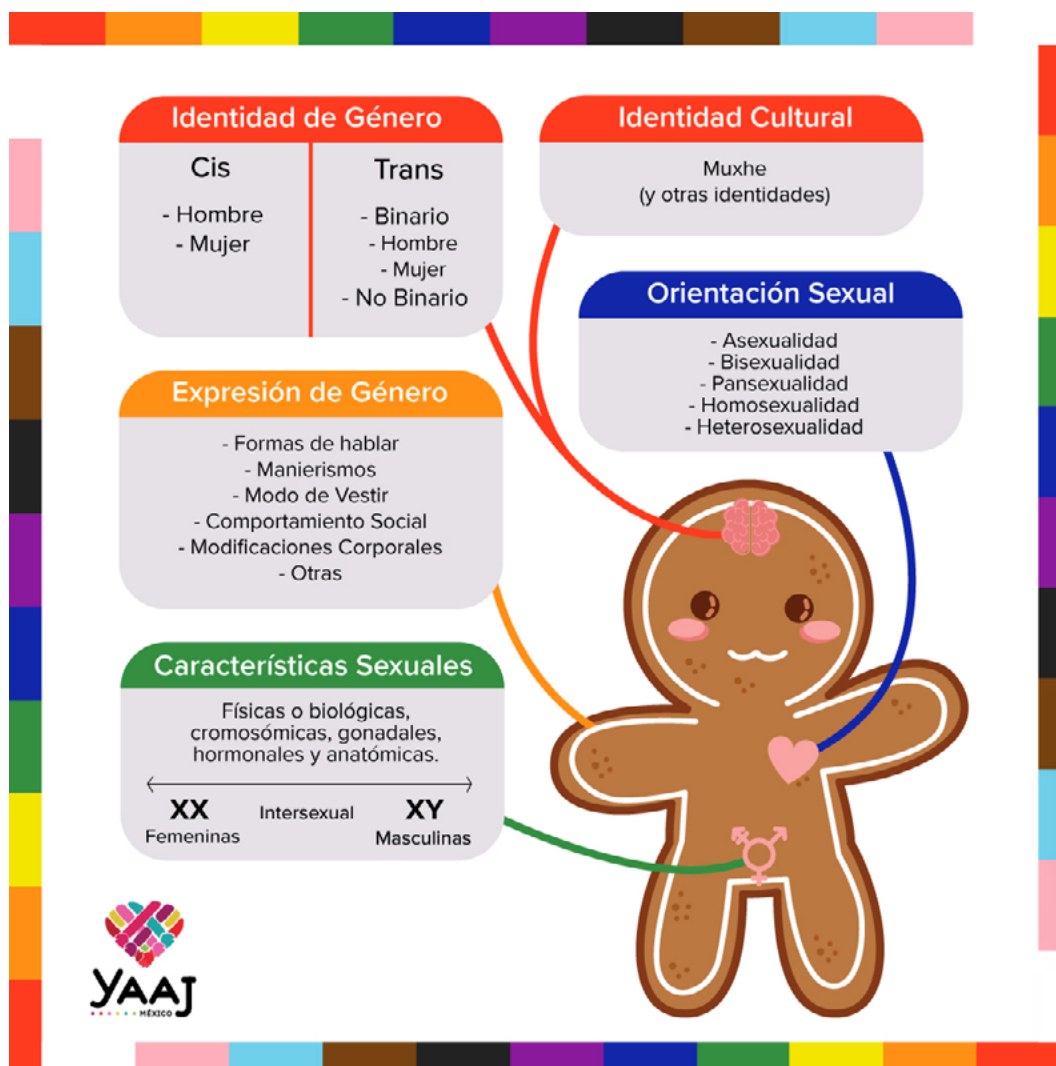 Identidad de Género
Cis
- Hombre
- Mujer
Trans
- Binario
- Hombre
- Mujer
- No Binario
Identidad Cultural
Muxhe
(y otras identidades)
Orientación Sexual
- Asexualidad
- Bisexualidad
- Pansexualidad
- Homosexualidad
- Heterosexualidad
Expresión de Género
- Formas de hablar
- Manierismos
- Modo de Vestir
- Comportamiento Social
- Modificaciones Corporales
- Otras
Características Sexuales
Físicas o biológicas,
cromosómicas, gonadales,
hormonales y anatómicas.
XX
Femeninas
Intersexual
XY
Masculinas
YAAJ
MÉXICO